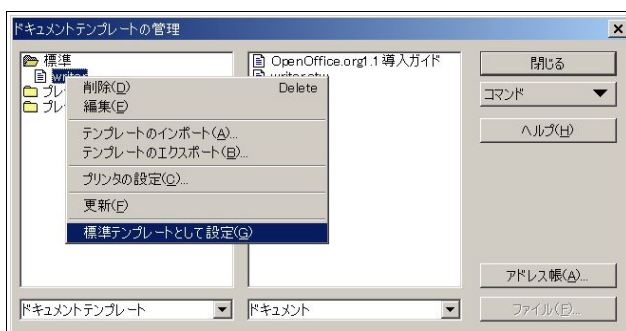 ドキュメントテンプレートの管理
標準
writer
プレ
プレ
削除(D) Delete
編集(E)
テンプレートのインポート(A)...
テンプレートのエクスポート(B)...
プリンタの設定(C)...
更新(F)
標準テンプレートとして設定(G)
OpenOffice.org1.1 導入ガイド
writer.stw
閉じる
コマンド
ヘルプ(H)
アドレス帳(A)...
ファイル(E)...
ドキュメントテンプレート
ドキュメント